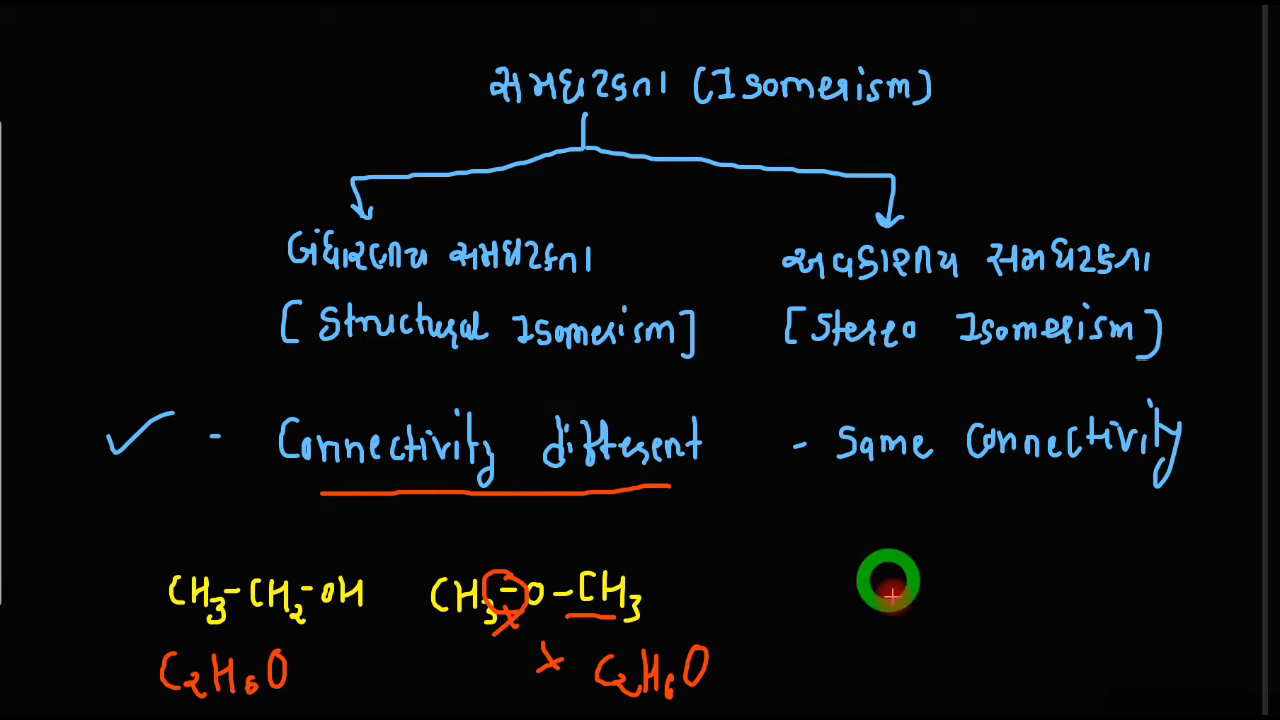 સમઘટકતા (Isomerism)
બંધારણીય સમઘટકતા
અવકાશીય સમઘટકતા
[Structural Isomerism]
[Stereo Isomerism]
- Connectivity different
- Same Connectivity
CH3-CH2-OH
CH3-O-CH3
C2H6O
C2H6O